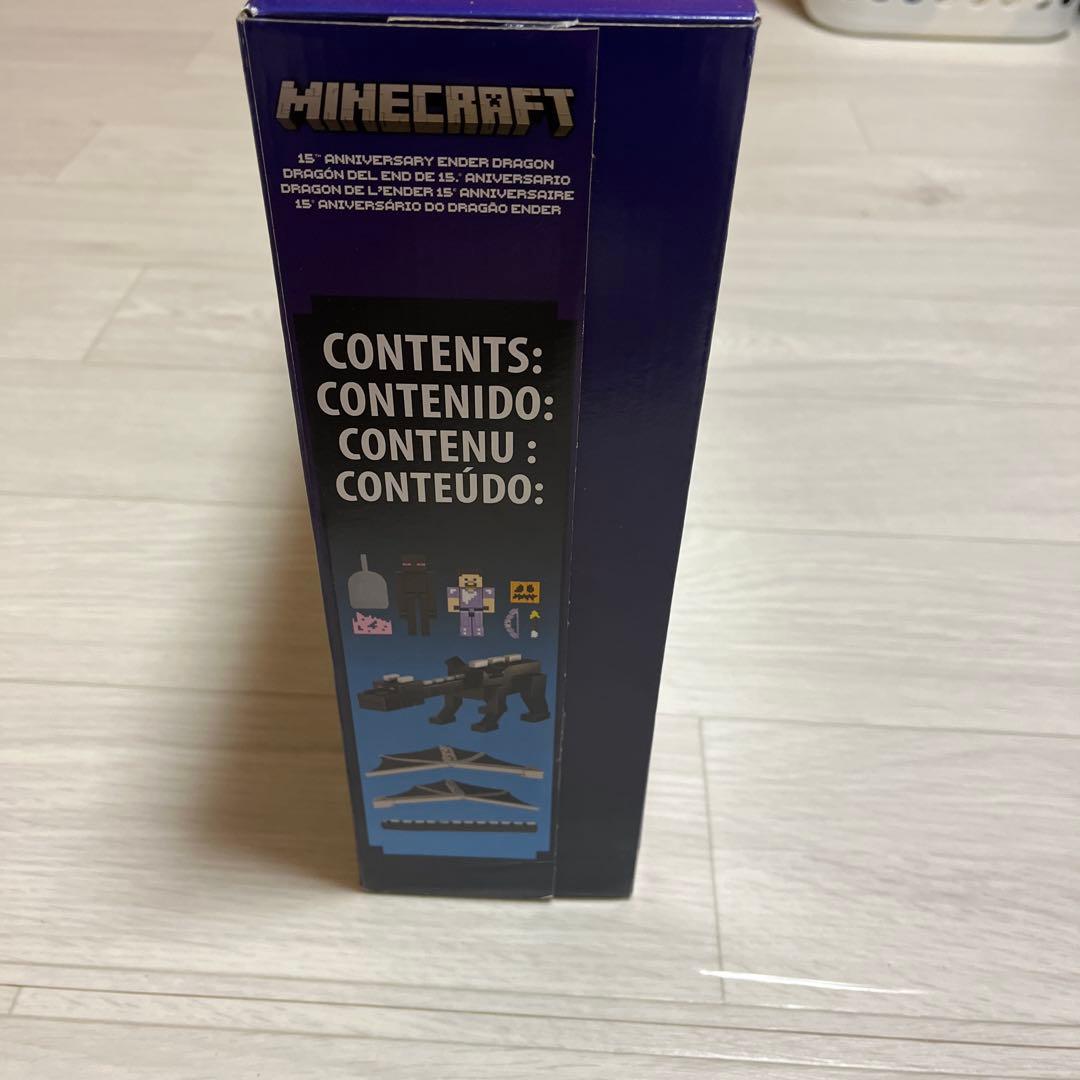 MINECRAFT
15™ ANNIVERSARY ENDER DRAGON
DRAGÓN DEL END DE 15.° ANIVERSARIO
DRAGON DE L'ENDER 15ᵉ ANNIVERSAIRE
15° ANIVERSÁRIO DO DRAGÃO ENDER
CONTENTS:
CONTENIDO:
CONTENU :
CONTEÚDO: